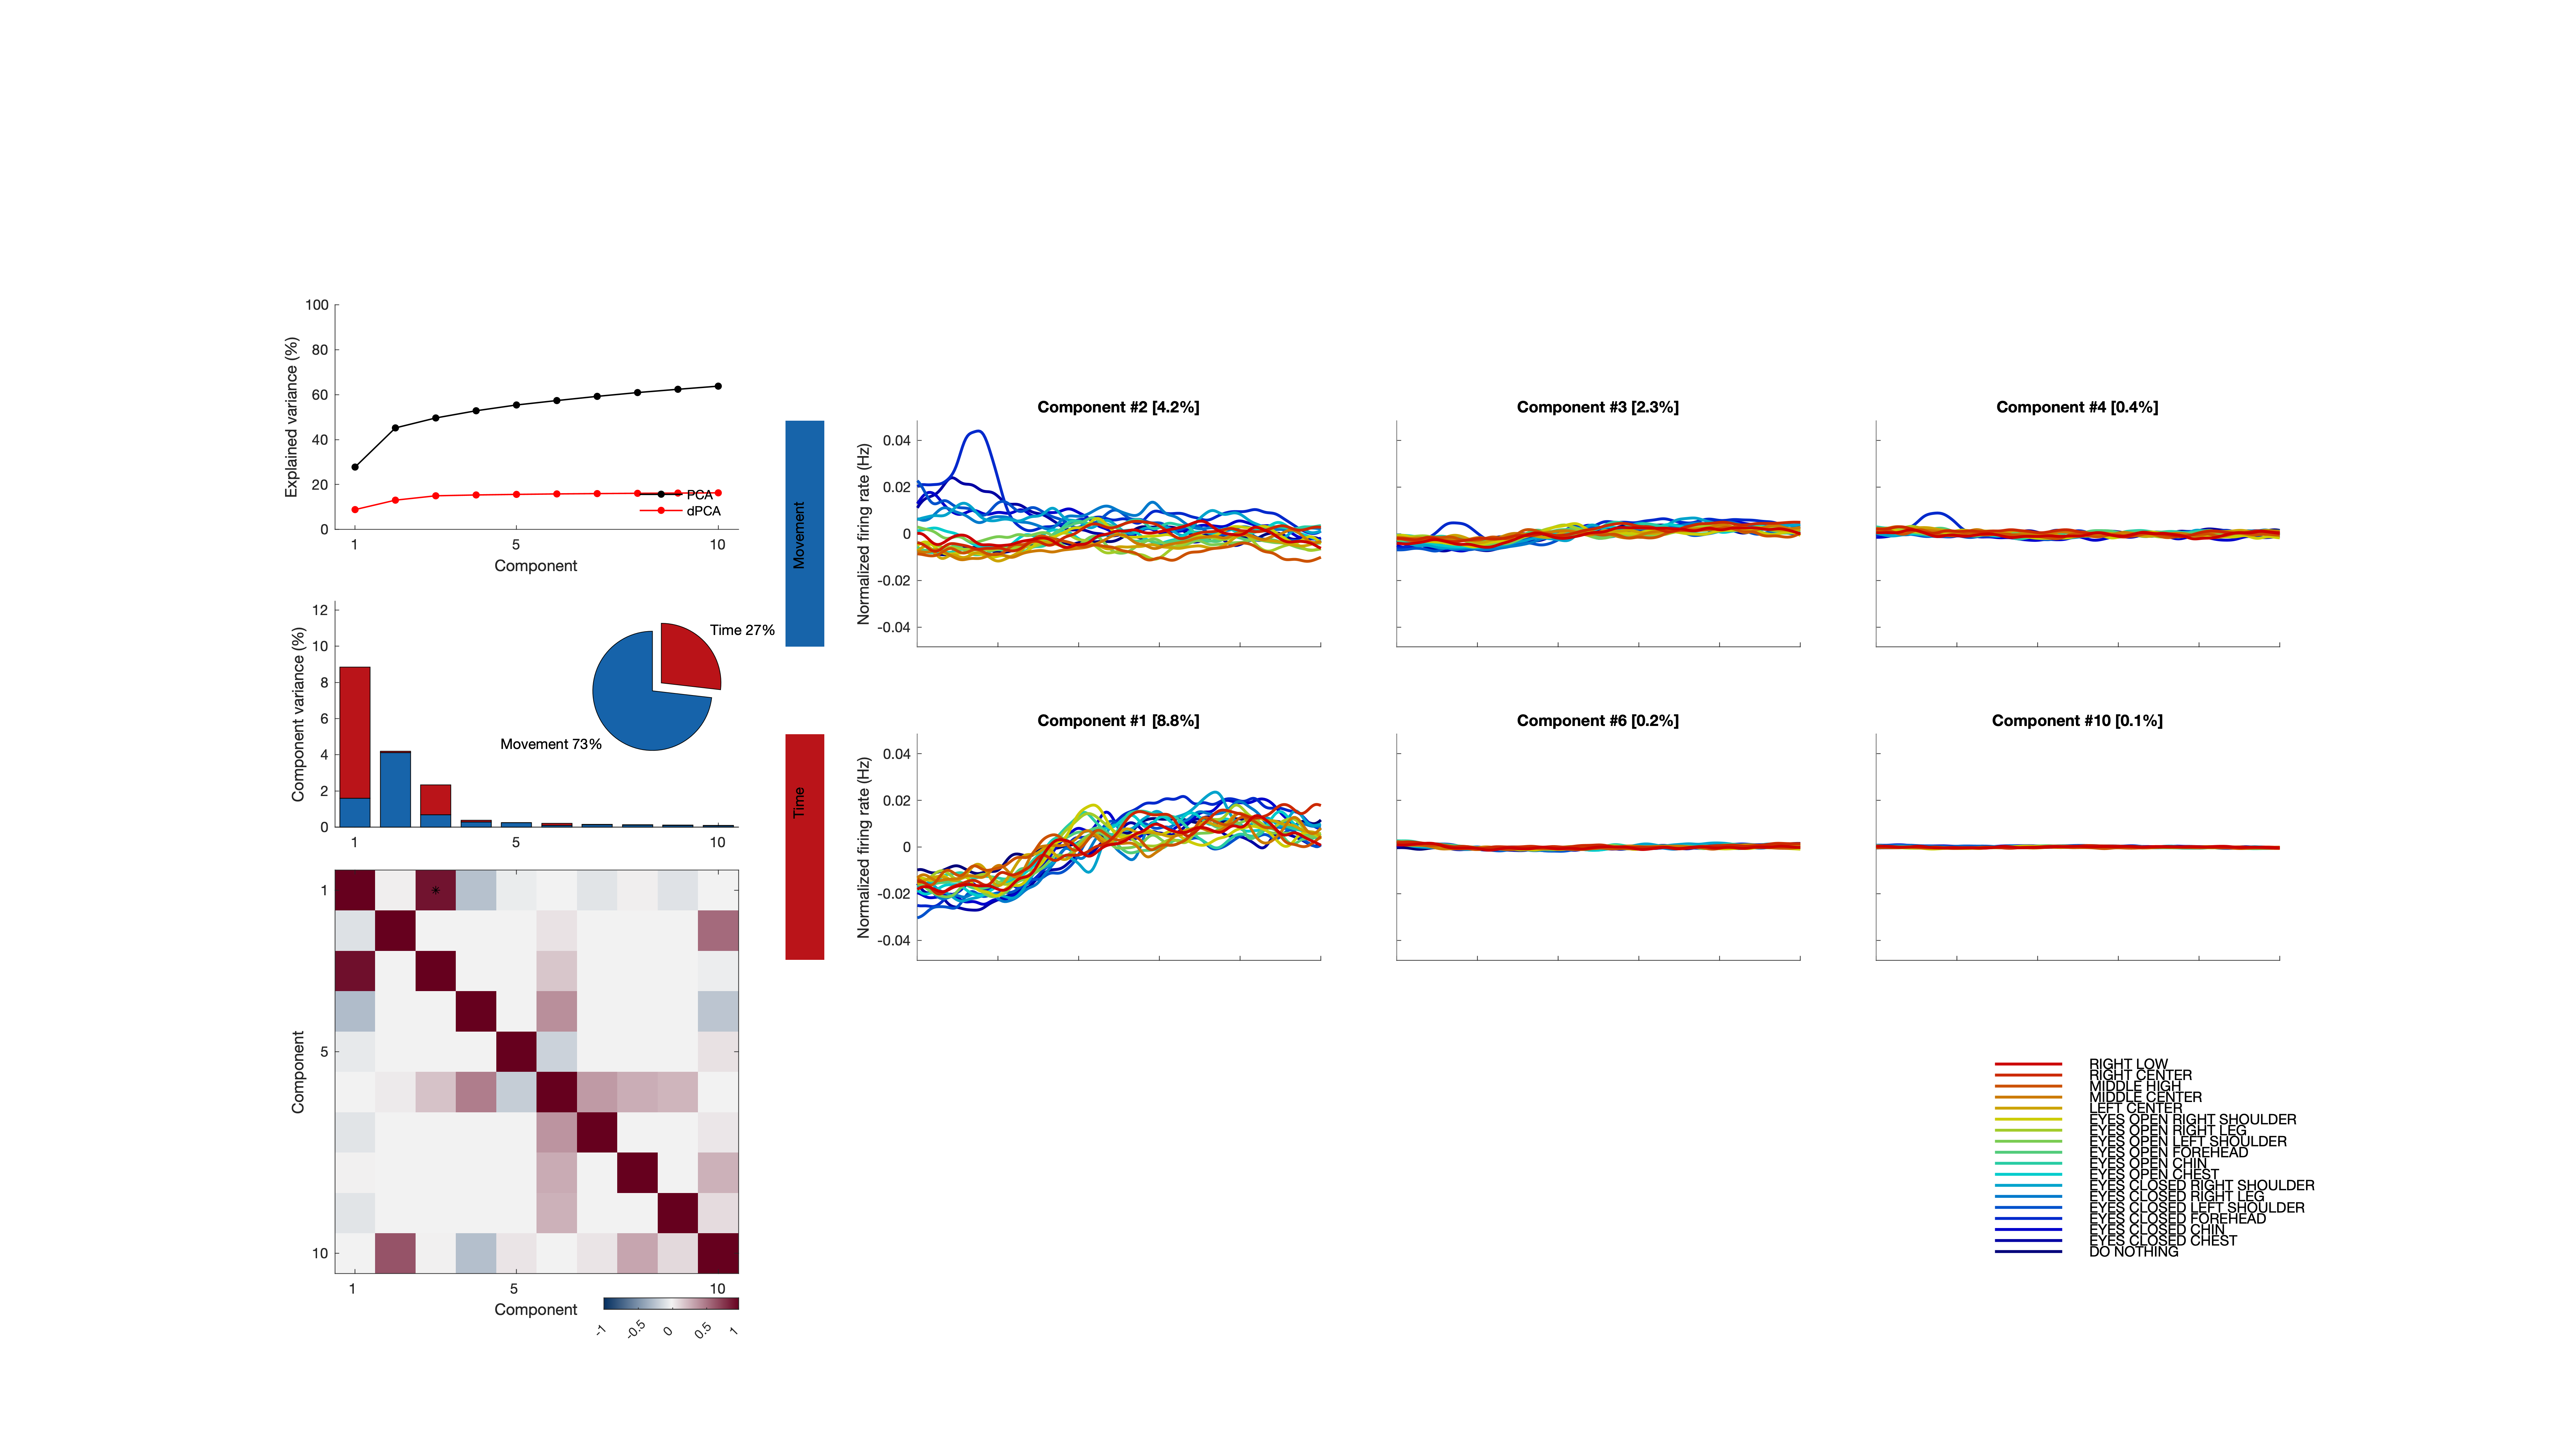 100
80
60
40
20
0
1
5
10
Explained variance (%)
Component
PCA
dPCA
12
10
8
6
4
2
0
1
5
10
Component variance (%)
Time 27%
Movement 73%
1
5
10
1
5
10
Component
Component
-1
-0.5
0
0.5
1
Movement
Component #2 [4.2%]
Component #3 [2.3%]
Component #4 [0.4%]
Normalized firing rate (Hz)
0.04
0.02
0
-0.02
-0.04
Time
Component #1 [8.8%]
Component #6 [0.2%]
Component #10 [0.1%]
Normalized firing rate (Hz)
0.04
0.02
0
-0.02
-0.04
*
RIGHT LOW
RIGHT CENTER
MIDDLE HIGH
MIDDLE CENTER
LEFT CENTER
EYES OPEN RIGHT SHOULDER
EYES OPEN RIGHT LEG
EYES OPEN LEFT SHOULDER
EYES OPEN FOREHEAD
EYES OPEN CHIN
EYES OPEN CHEST
EYES CLOSED RIGHT SHOULDER
EYES CLOSED RIGHT LEG
EYES CLOSED LEFT SHOULDER
EYES CLOSED FOREHEAD
EYES CLOSED CHIN
EYES CLOSED CHEST
DO NOTHING